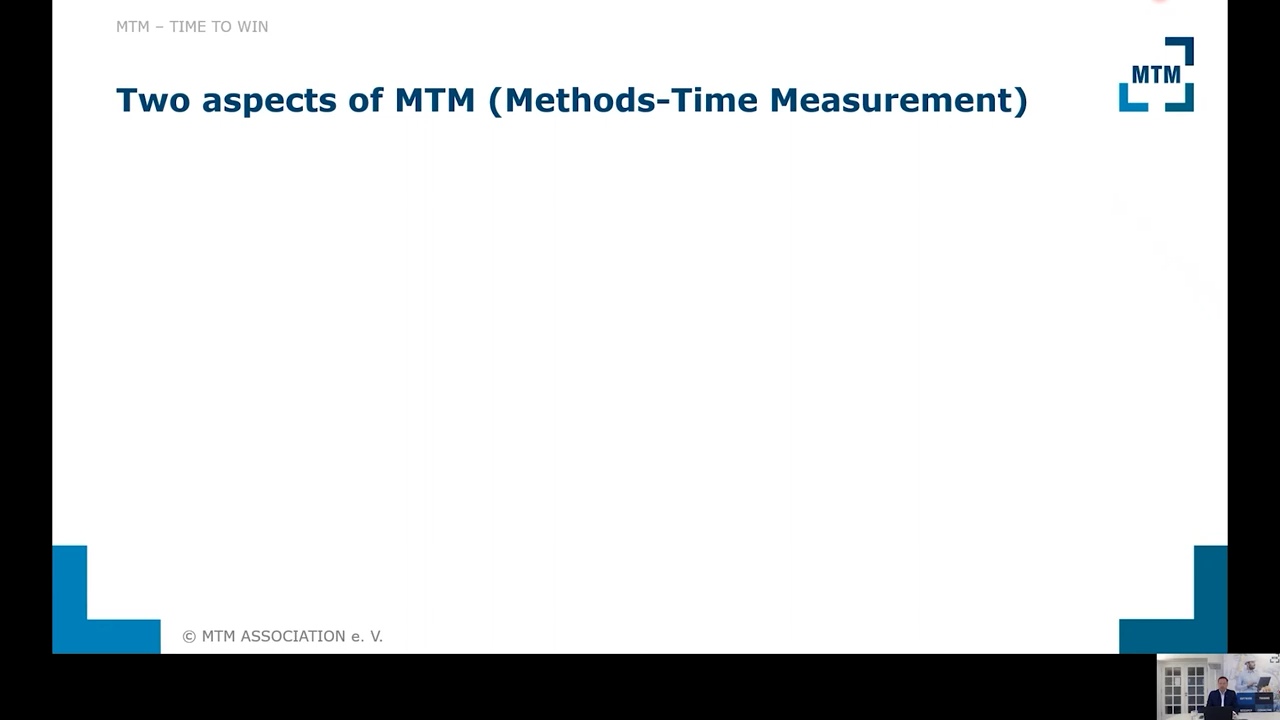 MTM – TIME TO WIN
MTM
Two aspects of MTM (Methods-Time Measurement)
© MTM ASSOCIATION e. V.